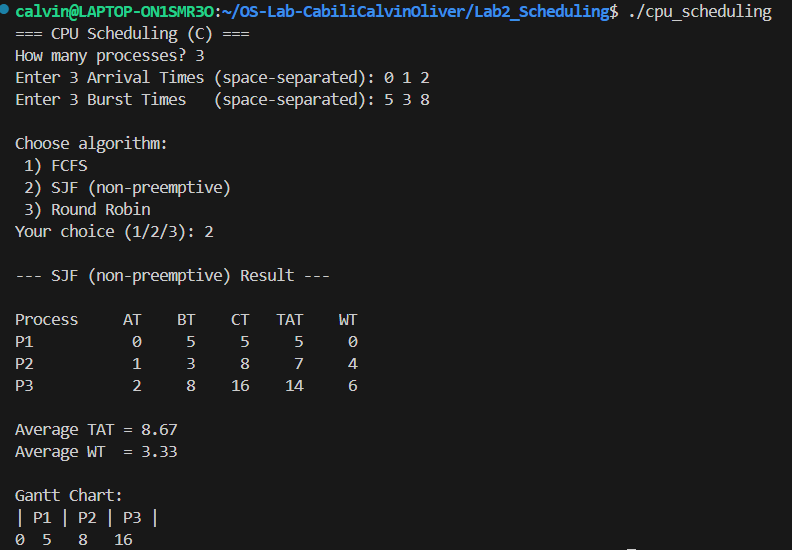 calvin@LAPTOP-ON1SMR3O:~/OS-Lab-CabiliCalvinOliver/Lab2_Scheduling$ ./cpu_scheduling
=== CPU Scheduling (C) ===
How many processes? 3
Enter 3 Arrival Times (space-separated): 0 1 2
Enter 3 Burst Times   (space-separated): 5 3 8

Choose algorithm:
 1) FCFS
 2) SJF (non-preemptive)
 3) Round Robin
Your choice (1/2/3): 2

--- SJF (non-preemptive) Result ---

Process     AT    BT    CT   TAT    WT
P1           0     5     5     5     0
P2           1     3     8     7     4
P3           2     8    16    14     6

Average TAT = 8.67
Average WT  = 3.33

Gantt Chart:
| P1 | P2 | P3 |
0  5   8   16